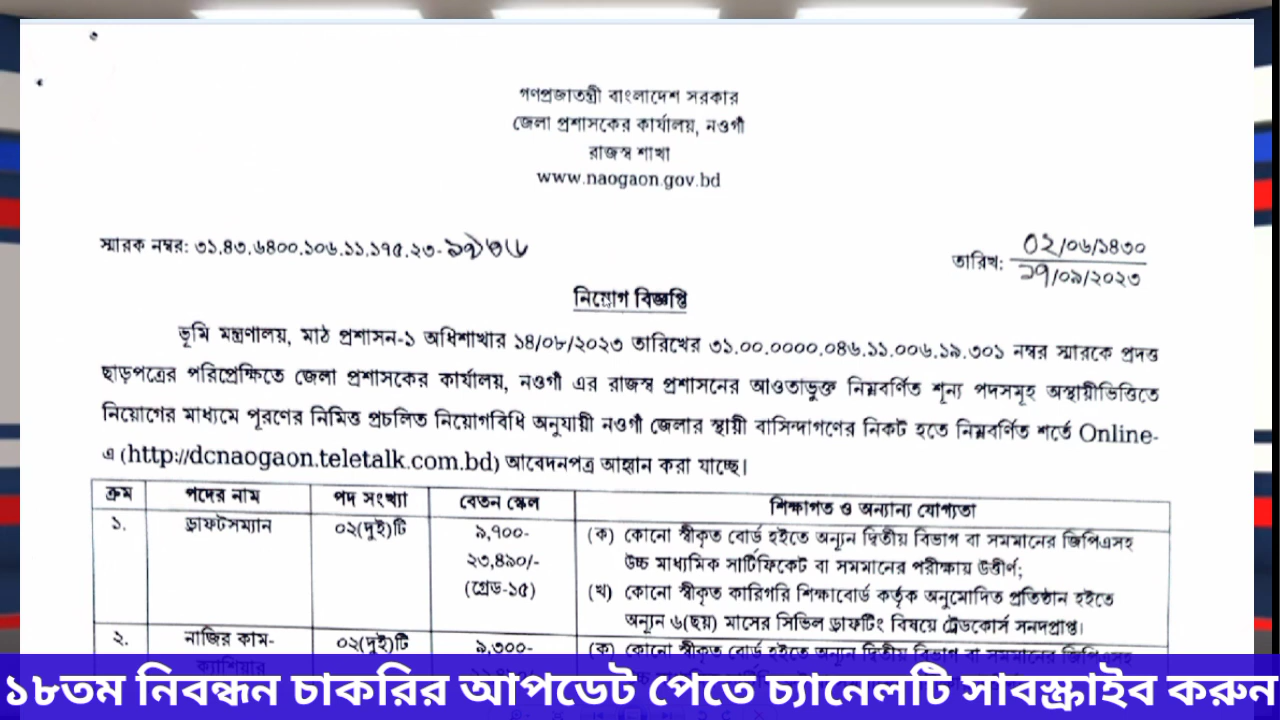 গণপ্রজাতন্ত্রী বাংলাদেশ সরকার
জেলা প্রশাসকের কার্যালয়, নওগাঁ
রাজস্ব শাখা
www.naogaon.gov.bd
স্মারক নম্বর: ৩১.৪৩.৬৪০০.১০৬.১১.১৭৫.২৩-
তারিখ: ০২/০৬/১৪৩০
১৭/০৯/২০২৩
নিয়োগ বিজ্ঞপ্তি
ভূমি মন্ত্রণালয়, মাঠ প্রশাসন-১ অধিশাখার ১৪/০৮/২০২৩ তারিখের ৩১.০০.০০০০.০৪৬.১১.০০৬.১৯.৩০১ নম্বর স্মারকে প্রদত্ত
ছাড়পত্রের পরিপ্রেক্ষিতে জেলা প্রশাসকের কার্যালয়, নওগাঁ এর রাজস্ব প্রশাসনের আওতাভুক্ত নিম্নবর্ণিত শূন্য পদসমূহ অস্থায়ীভিত্তিতে
নিয়োগের মাধ্যমে পূরণের নিমিত্ত প্রচলিত নিয়োগবিধি অনুযায়ী নওগাঁ জেলার স্থায়ী বাসিন্দাগণের নিকট হতে নিম্নবর্ণিত শর্তে Online-
এ (http://dcnaogaon.teletalk.com.bd) আবেদনপত্র আহ্বান করা যাচ্ছে।
ক্রম পদের নাম পদ সংখ্যা বেতন স্কেল শিক্ষাগত ও অন্যান্য যোগ্যতা
১. ড্রাফটসম্যান ০২(দুই)টি ৯,৭০০- (ক) কোনো স্বীকৃত বোর্ড হইতে অন্যূন দ্বিতীয় বিভাগ বা সমমানের জিপিএসহ
২৩,৪৯০/- উচ্চ মাধ্যমিক সার্টিফিকেট বা সমমানের পরীক্ষায় উত্তীর্ণ;
(গ্রেড-১৫) (খ) কোনো স্বীকৃত কারিগরি শিক্ষাবোর্ড কর্তৃক অনুমোদিত প্রতিষ্ঠান হইতে
অন্যূন ৬(ছয়) মাসের সিভিল ড্রাফটিং বিষয়ে ট্রেডকোর্স সনদপ্রাপ্ত।
২. নাজির কাম- ০২(দুই)টি ৯,৩০০- (ক) কোনো স্বীকৃত বোর্ড হইতে অন্যূন দ্বিতীয় বিভাগ বা সমমানের জিপিএসহ
ক্যাশিয়ার
১৮তম নিবন্ধন চাকরির আপডেট পেতে চ্যানেলটি সাবস্ক্রাইব করুন